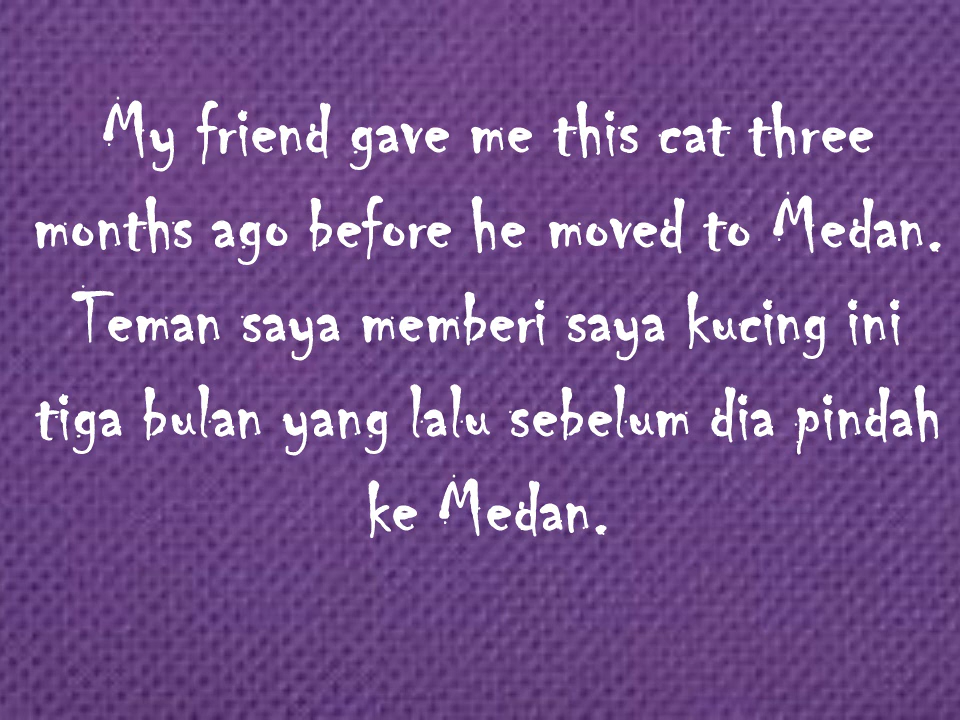 My friend gave me this cat three
months ago before he moved to Medan.
Teman saya memberi saya kucing ini
tiga bulan yang lalu sebelum dia pindah
ke Medan.